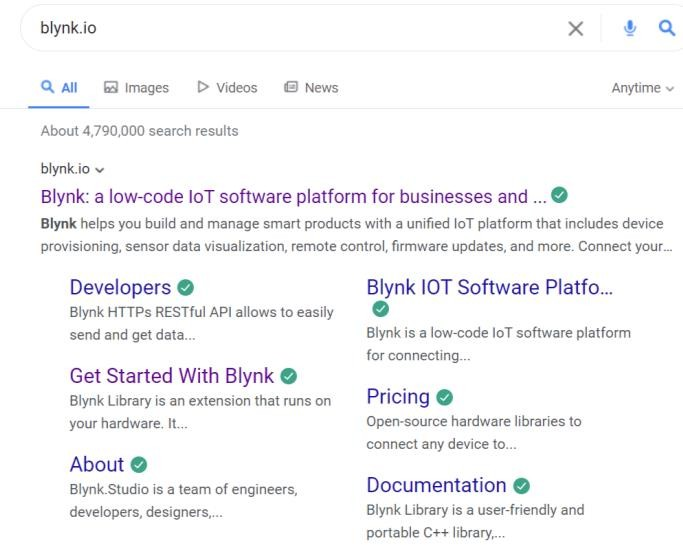 blynk.io
All Images Videos News Anytime
About 4,790,000 search results
blynk.io
Blynk: a low-code IoT software platform for businesses and ...
Blynk helps you build and manage smart products with a unified IoT platform that includes device
provisioning, sensor data visualization, remote control, firmware updates, and more. Connect your...
Developers
Blynk HTTPs RESTful API allows to easily
send and get data...
Get Started With Blynk
Blynk Library is an extension that runs on
your hardware. It...
About
Blynk.Studio is a team of engineers,
developers, designers,...
Blynk IOT Software Platfo...
Blynk is a low-code IoT software platform
for connecting...
Pricing
Open-source hardware libraries to
connect any device to...
Documentation
Blynk Library is a user-friendly and
portable C++ library,...